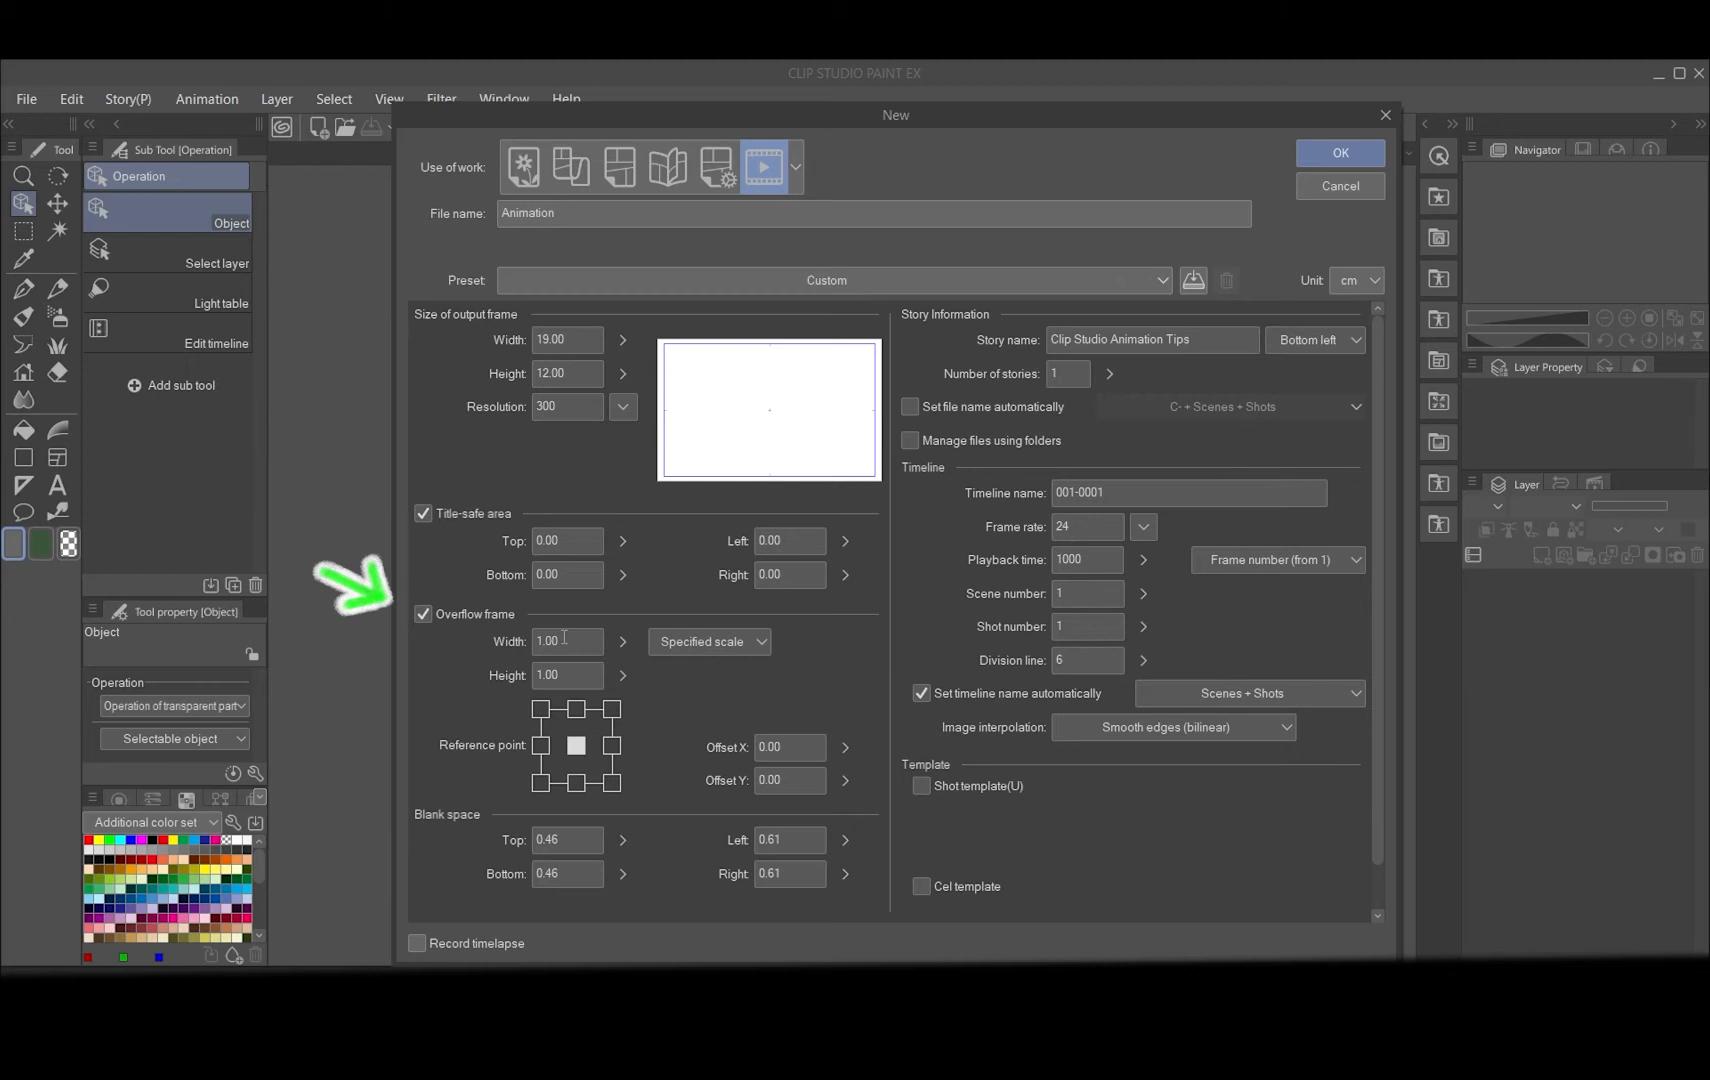 CLIP STUDIO PAINT EX
File Edit Story(P) Animation Layer Select View Filter Window Help
New
Tool
Sub Tool [Operation]
Operation
Object
Select layer
Light table
Edit timeline
Add sub tool
Tool property [Object]
Object
Operation
Operation of transparent part
Selectable object
Additional color set
Use of work:
OK
Cancel
File name: Animation
Preset: Custom
Unit: cm
Size of output frame
Width: 19.00
Height: 12.00
Resolution: 300
Title-safe area
Top: 0.00 Left: 0.00
Bottom: 0.00 Right: 0.00
Overflow frame
Width: 1.00 Specified scale
Height: 1.00
Reference point:
Offset X: 0.00
Offset Y: 0.00
Blank space
Top: 0.46 Left: 0.61
Bottom: 0.46 Right: 0.61
Record timelapse
Story Information
Story name: Clip Studio Animation Tips Bottom left
Number of stories: 1
Set file name automatically C- + Scenes + Shots
Manage files using folders
Timeline
Timeline name: 001-0001
Frame rate: 24
Playback time: 1000 Frame number (from 1)
Scene number: 1
Shot number: 1
Division line: 6
Set timeline name automatically Scenes + Shots
Image interpolation: Smooth edges (bilinear)
Template
Shot template(U)
Cel template
Navigator
Layer Property
Layer